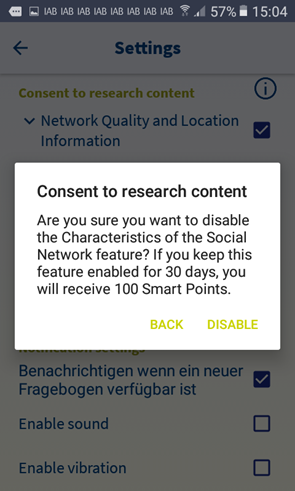 IAB IAB IAB IAB IAB IAB IAB IAB 57% 15:04
Settings
Consent to research content
Network Quality and Location
Information
Consent to research content
Are you sure you want to disable
the Characteristics of the Social
Network feature? If you keep this
feature enabled for 30 days, you
will receive 100 Smart Points.
BACK DISABLE
Notification settings
Benachrichtigen wenn ein neuer
Fragebogen verfügbar ist
Enable sound
Enable vibration